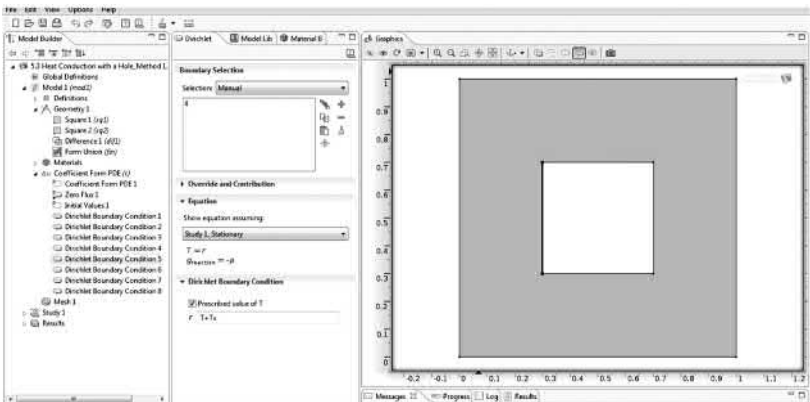 File Edit View Options Help
Model Builder
5.3 Heat Conduction with a Hole_Method 1
Global Definitions
Model 1 (mod1)
Definitions
Geometry 1
Square 1 (sq1)
Square 2 (sq2)
Difference 1 (dif1)
Form Union (fin)
Materials
Coefficient Form PDE (c)
Coefficient Form PDE 1
Zero Flux 1
Initial Values 1
Dirichlet Boundary Condition 1
Dirichlet Boundary Condition 2
Dirichlet Boundary Condition 3
Dirichlet Boundary Condition 4
Dirichlet Boundary Condition 5
Dirichlet Boundary Condition 6
Dirichlet Boundary Condition 7
Dirichlet Boundary Condition 8
Mesh 1
Study 1
Results
Dirichlet Model Lib Material B
Boundary Selection
Selection: Manual
4
Override and Contribution
Equation
Show equation assuming:
Study 1, Stationary
T = r
g reaction = -μ
Dirichlet Boundary Condition
Prescribed value of T
r T+Tx
Graphics
1
0.9
0.8
0.7
0.6
0.5
0.4
0.3
0.2
0.1
0
-0.2 -0.1 0 0.1 0.2 0.3 0.4 0.5 0.6 0.7 0.8 0.9 1 1.1 1.2
Messages Progress Log Results